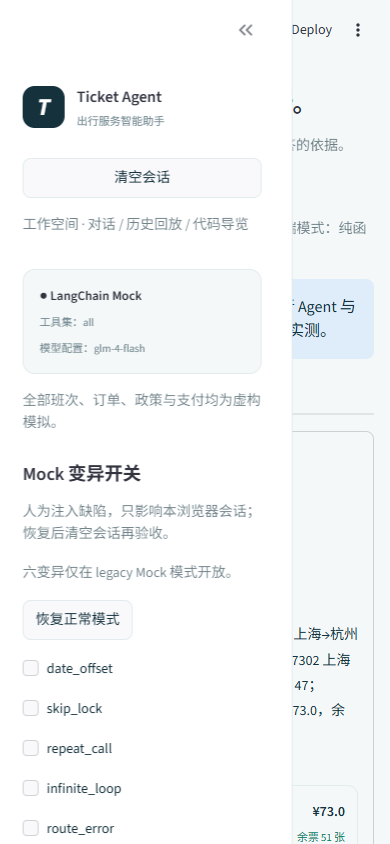 Deploy
T
Ticket Agent
出行服务智能助手
清空会话
工作空间 · 对话 / 历史回放 / 代码导览
LangChain Mock
工具集：all
模型配置：glm-4-flash
全部班次、订单、政策与支付均为虚构
模拟。
Mock 变异开关
人为注入缺陷，只影响本浏览器会话；
恢复后清空会话再验收。
六变异仅在 legacy Mock 模式开放。
恢复正常模式
date_offset
skip_lock
repeat_call
infinite_loop
route_error
。
的依据。
模式：纯函
Agent 与
实测。
上海→杭州
7302 上海
47；
73.0，余
¥73.0
余票 51 张